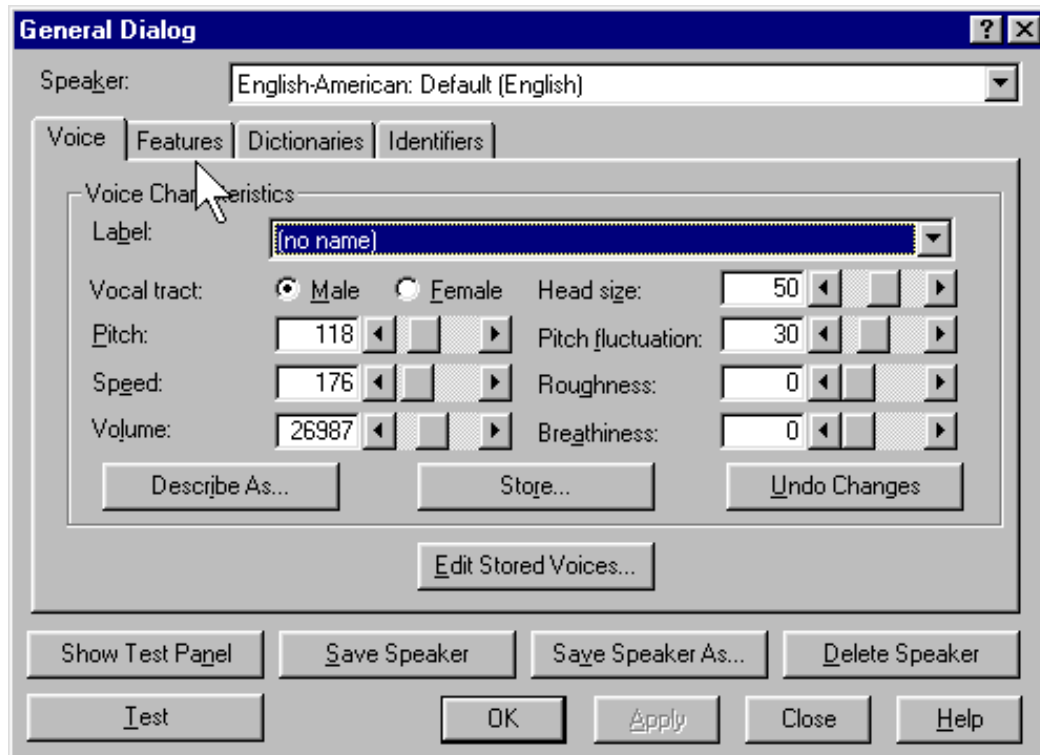 General Dialog
Speaker: English-American: Default (English)
Voice Features Dictionaries Identifiers
Voice Characteristics
Label: (no name)
Vocal tract: Male Female Head size: 50
Pitch: 118 Pitch fluctuation: 30
Speed: 176 Roughness: 0
Volume: 26987 Breathiness: 0
Describe As... Store... Undo Changes
Edit Stored Voices...
Show Test Panel Save Speaker Save Speaker As... Delete Speaker
Test OK Apply Close Help